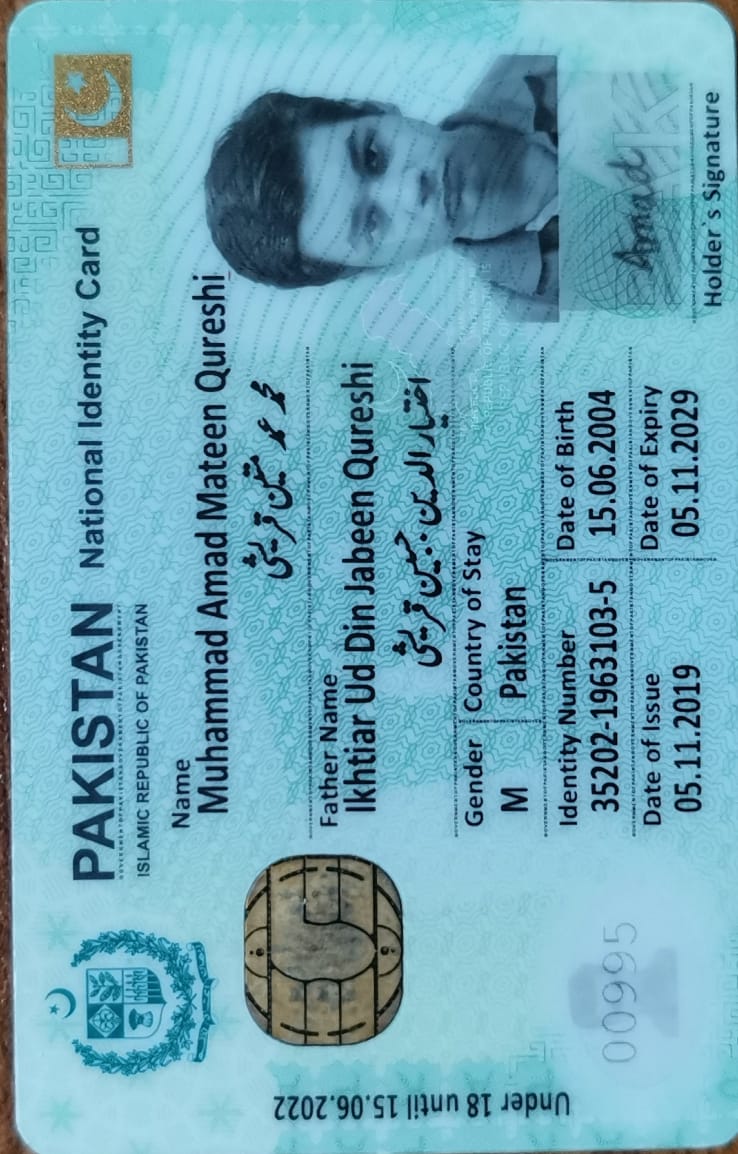 PAKISTAN National Identity Card
ISLAMIC REPUBLIC OF PAKISTAN
Name
Muhammad Amad Mateen Qureshi
محمد عمد متین قریشی
Father Name
Ikhtiar Ud Din Jabeen Qureshi
اختیار الدین جبین قریشی
Gender Country of Stay
M Pakistan
Identity Number Date of Birth
35202-1963103-5 15.06.2004
Date of Issue Date of Expiry
05.11.2019 05.11.2029
Under 18 until 15.06.2022
00995
Amad
Holder`s Signature